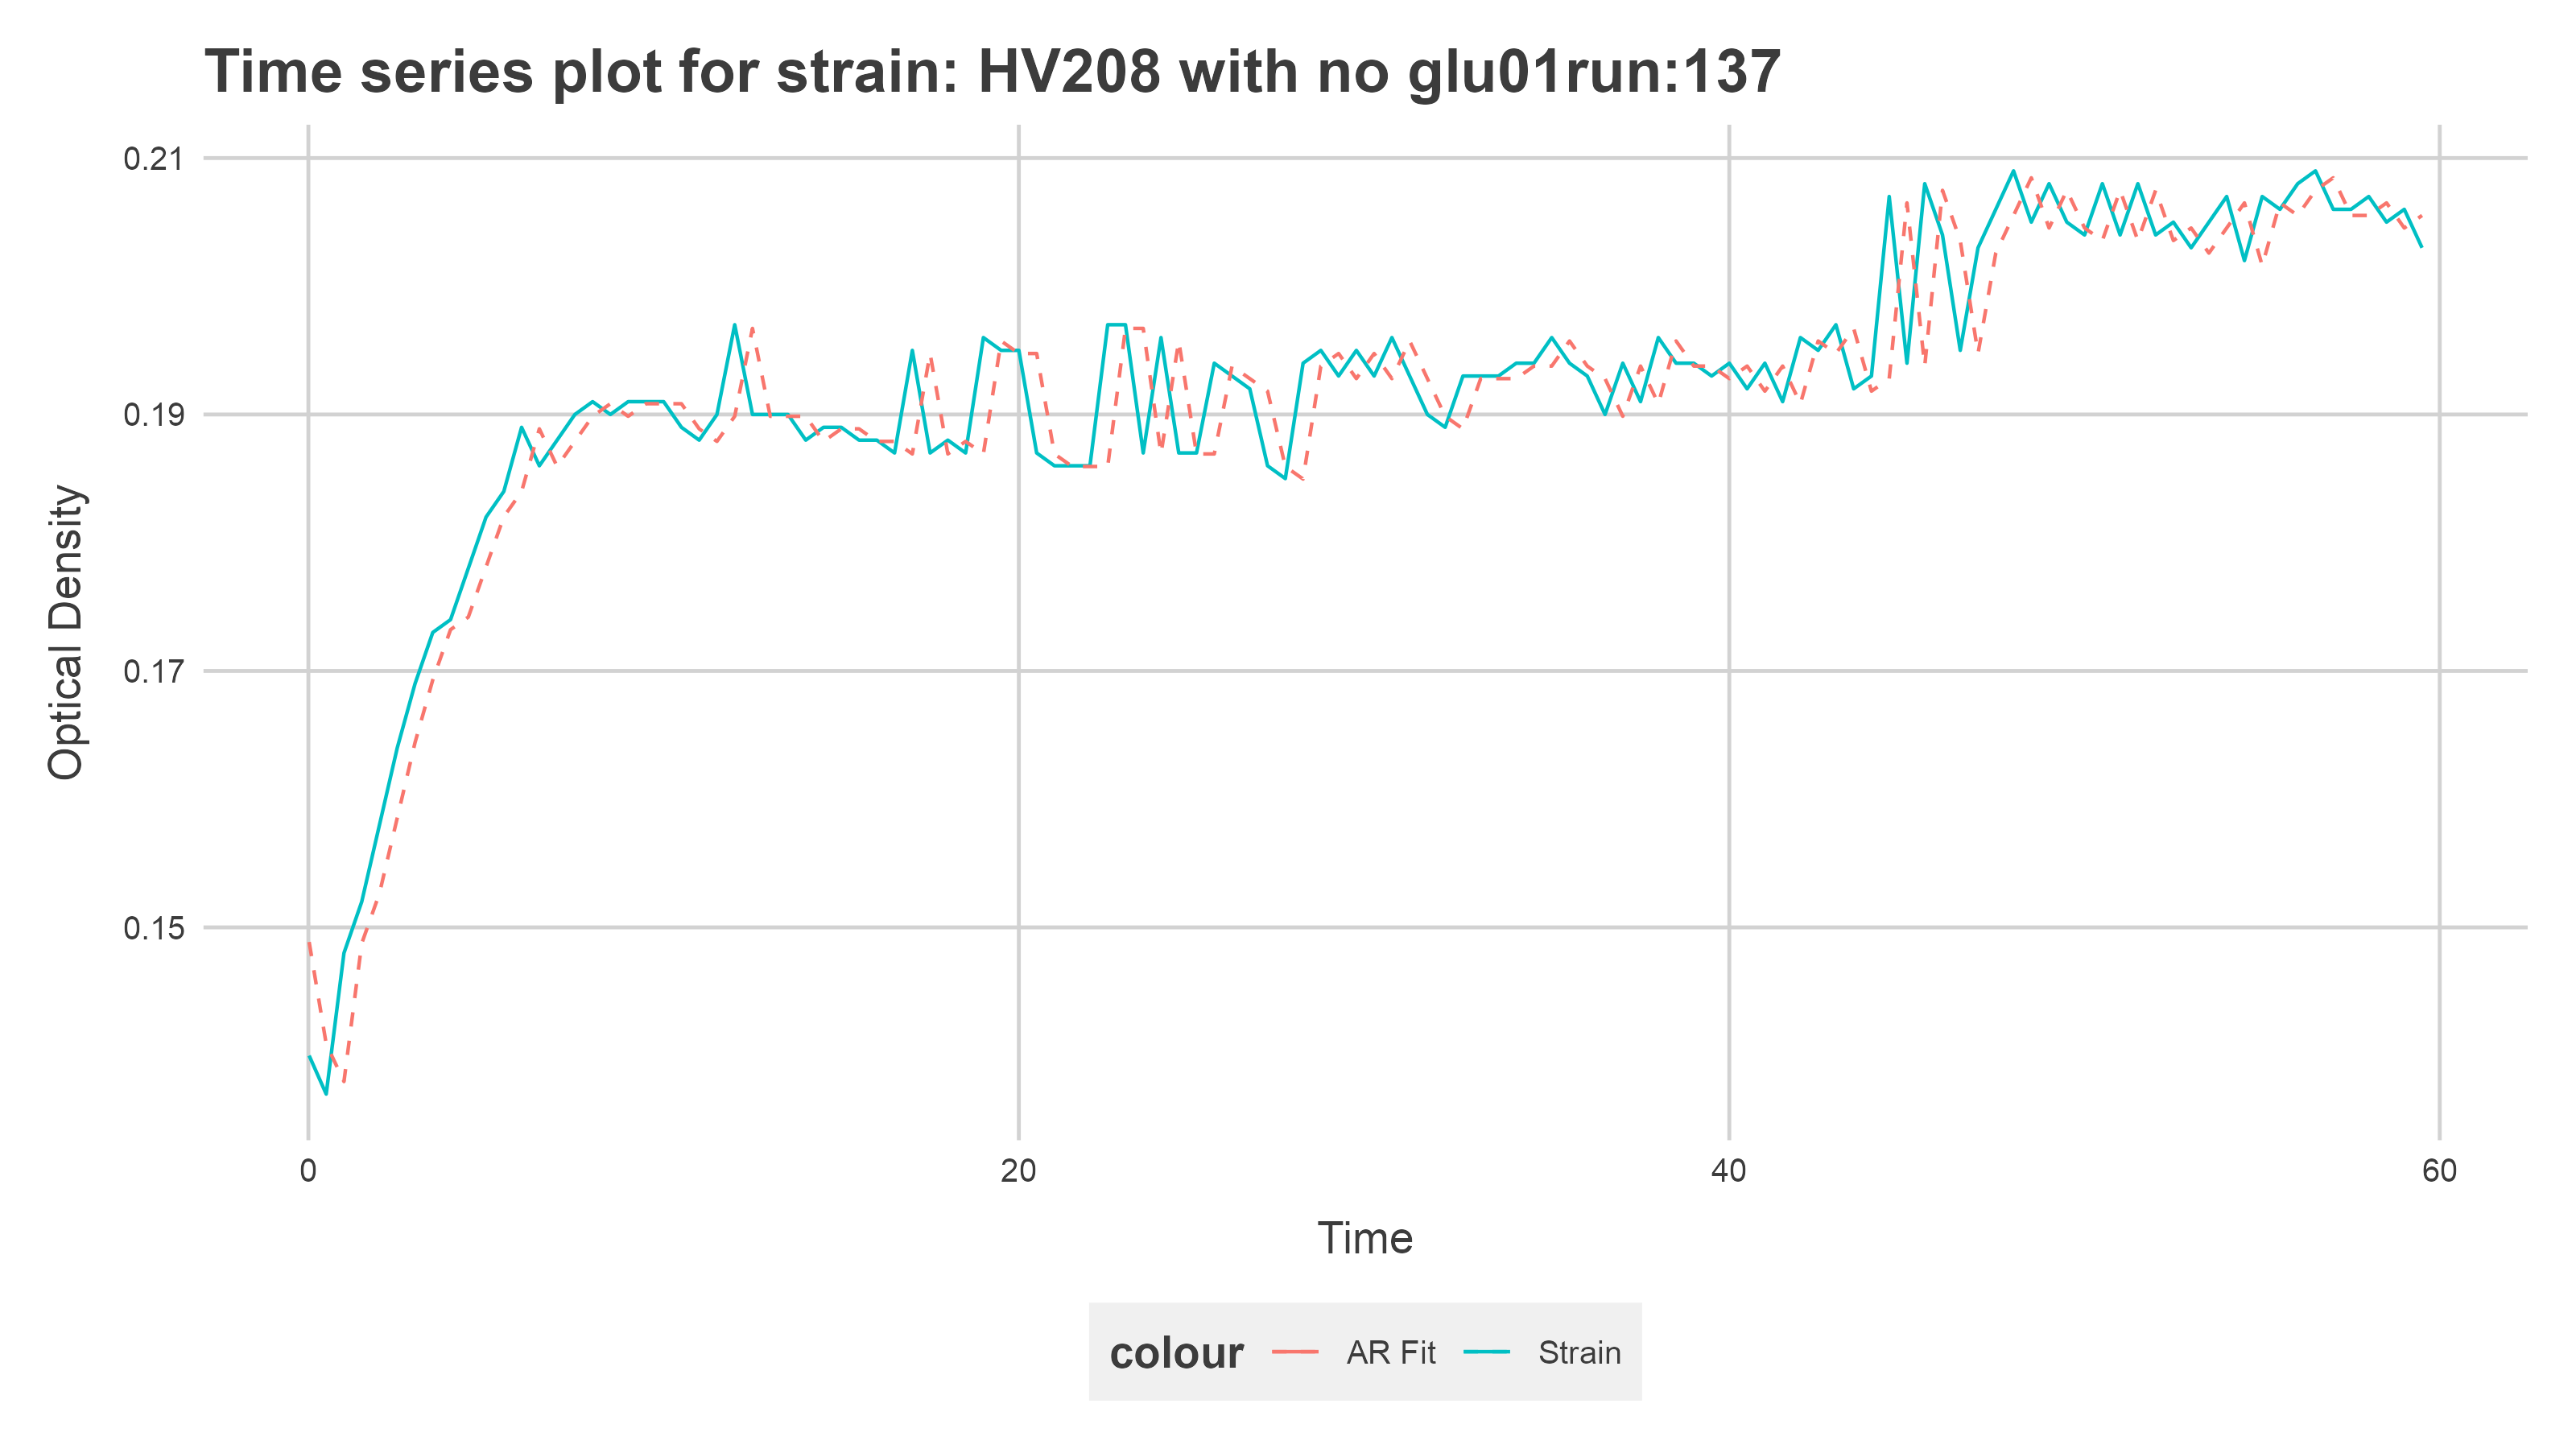 Time series plot for strain: HV208 with no glu01run:137
0.21
0.19
0.17
0.15
Optical Density
0 20 40 60
Time
colour AR Fit Strain